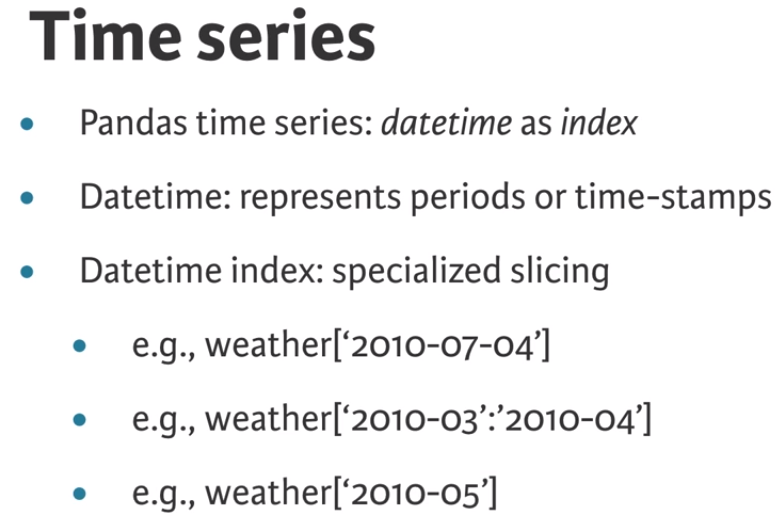 Time series
• Pandas time series: datetime as index
• Datetime: represents periods or time-stamps
• Datetime index: specialized slicing
• e.g., weather[‘2010-07-04’]
• e.g., weather[‘2010-03’:’2010-04’]
• e.g., weather[‘2010-05’]